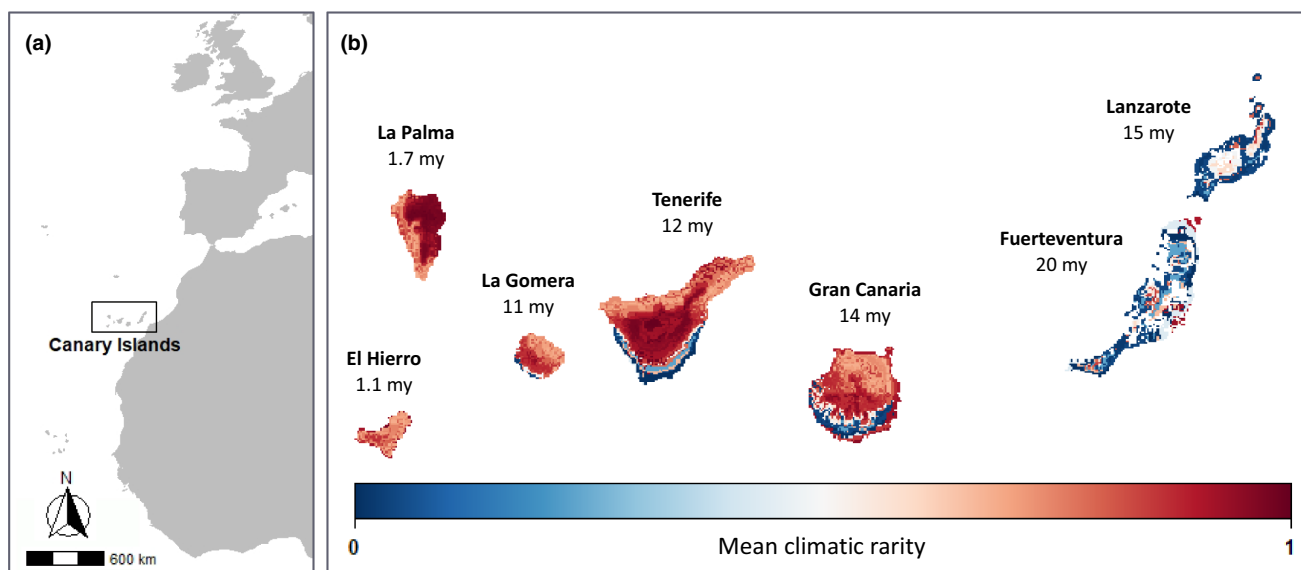 (a)
Canary Islands
N
600 km
(b)
La Palma
1.7 my
Tenerife
12 my
La Gomera
11 my
El Hierro
1.1 my
Gran Canaria
14 my
Lanzarote
15 my
Fuerteventura
20 my
0
Mean climatic rarity
1